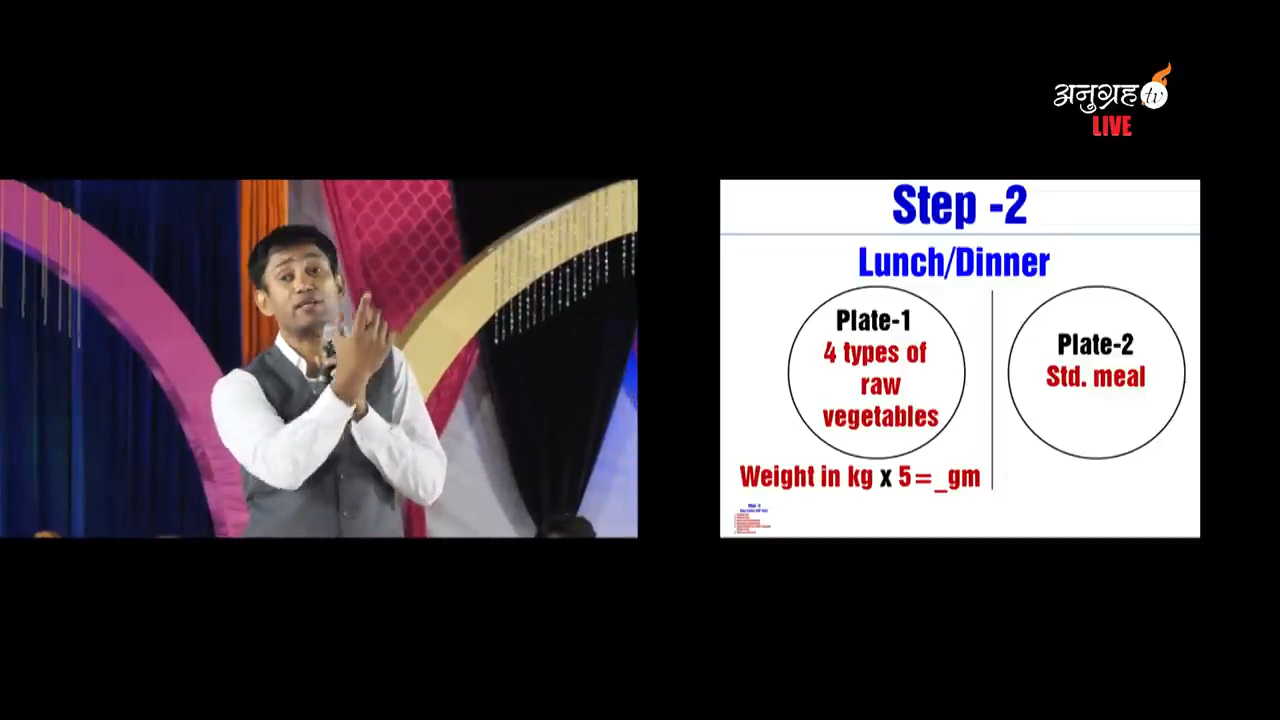 अनुग्रह tv
LIVE
Step -2
Lunch/Dinner
Plate-1
4 types of
raw
vegetables
Plate-2
Std. meal
Weight in kg x 5=_gm